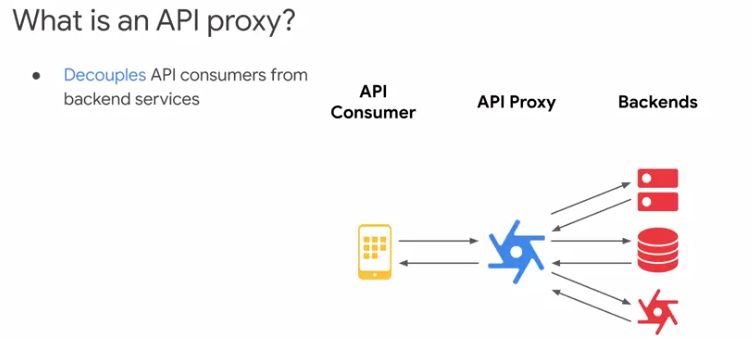 What is an API proxy?
● Decouples API consumers from
backend services
API
Consumer
API Proxy
Backends